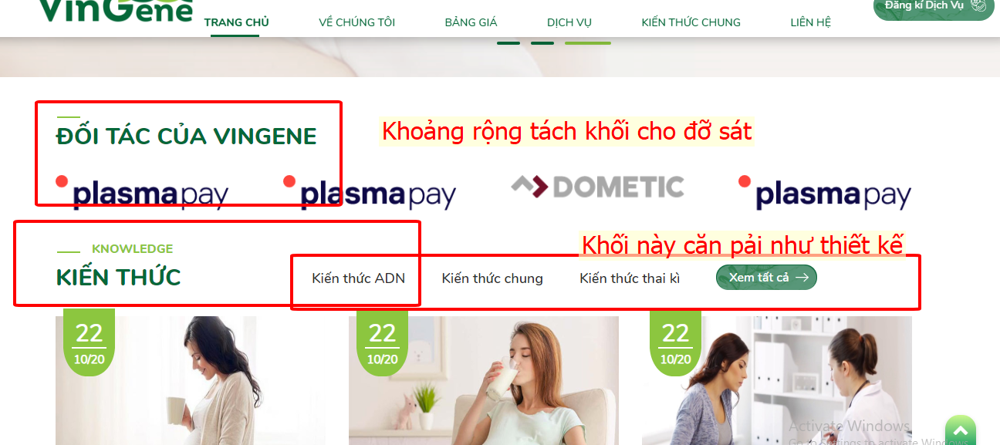 VinGene
Đăng kí Dịch Vụ
TRANG CHỦ VỀ CHÚNG TÔI BẢNG GIÁ DỊCH VỤ KIẾN THỨC CHUNG LIÊN HỆ
ĐỐI TÁC CỦA VINGENE
Khoảng rộng tách khối cho đỡ sát
plasmapay plasmapay DOMETIC plasmapay
KNOWLEDGE
Khối này căn pải như thiết kế
KIẾN THỨC
Kiến thức ADN Kiến thức chung Kiến thức thai kì Xem tất cả
22 22 22
10/20 10/20 10/20
Activate Windows
Go to Settings to activate Windows.